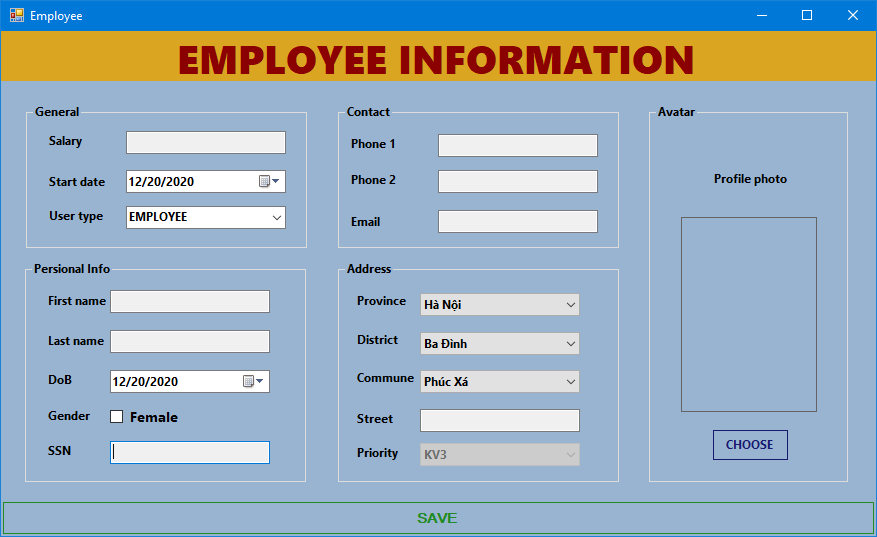 Employee
EMPLOYEE INFORMATION
General
Salary
Start date 12/20/2020
User type EMPLOYEE
Contact
Phone 1
Phone 2
Email
Avatar
Profile photo
CHOOSE
Persional Info
First name
Last name
DoB 12/20/2020
Gender Female
SSN
Address
Province Hà Nội
District Ba Đình
Commune Phúc Xá
Street
Priority KV3
SAVE